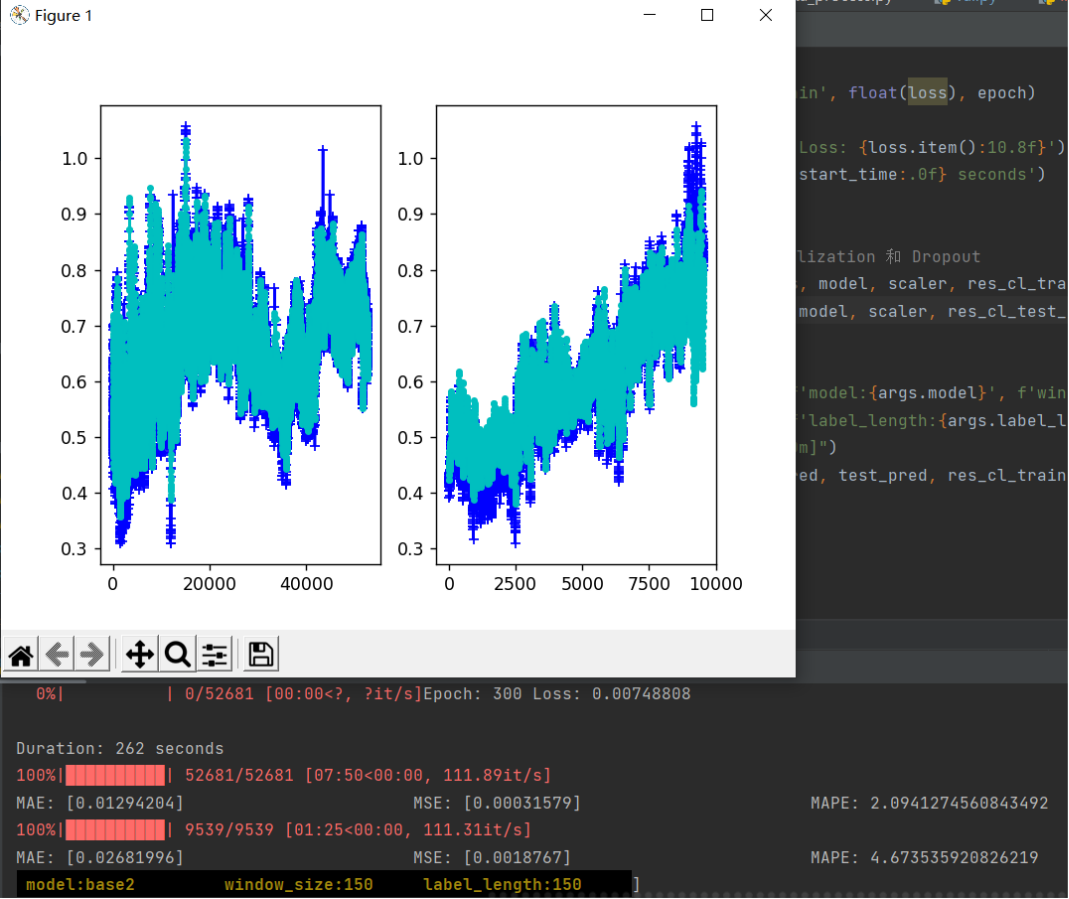 Figure 1
_process.py
1.0
0.9
0.8
0.7
0.6
0.5
0.4
0.3
0 20000 40000
1.0
0.9
0.8
0.7
0.6
0.5
0.4
0.3
0 2500 5000 7500 10000
in', float(loss), epoch)
Loss: {loss.item():10.8f}')
start_time:.0f} seconds')
lization 和 Dropout
, model, scaler, res_cl_tra
model, scaler, res_cl_test_
'model:{args.model}', f'win
'label_length:{args.label_l
m]")
ed, test_pred, res_cl_train
0%| | 0/52681 [00:00<?, ?it/s]Epoch: 300 Loss: 0.00748808
Duration: 262 seconds
100%|██████████| 52681/52681 [07:50<00:00, 111.89it/s]
MAE: [0.01294204] MSE: [0.00031579] MAPE: 2.0941274560843492
100%|██████████| 9539/9539 [01:25<00:00, 111.31it/s]
MAE: [0.02681996] MSE: [0.0018767] MAPE: 4.673535920826219
model:base2 window_size:150 label_length:150 ]